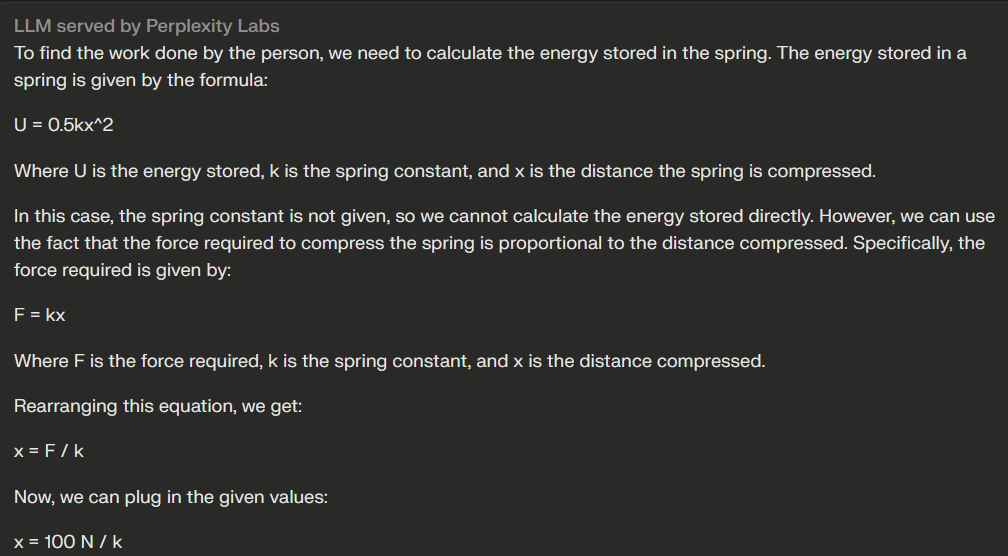 LLM served by Perplexity Labs
To find the work done by the person, we need to calculate the energy stored in the spring. The energy stored in a
spring is given by the formula:
U = 0.5kx^2
Where U is the energy stored, k is the spring constant, and x is the distance the spring is compressed.
In this case, the spring constant is not given, so we cannot calculate the energy stored directly. However, we can use
the fact that the force required to compress the spring is proportional to the distance compressed. Specifically, the
force required is given by:
F = kx
Where F is the force required, k is the spring constant, and x is the distance compressed.
Rearranging this equation, we get:
x = F / k
Now, we can plug in the given values:
x = 100 N / k